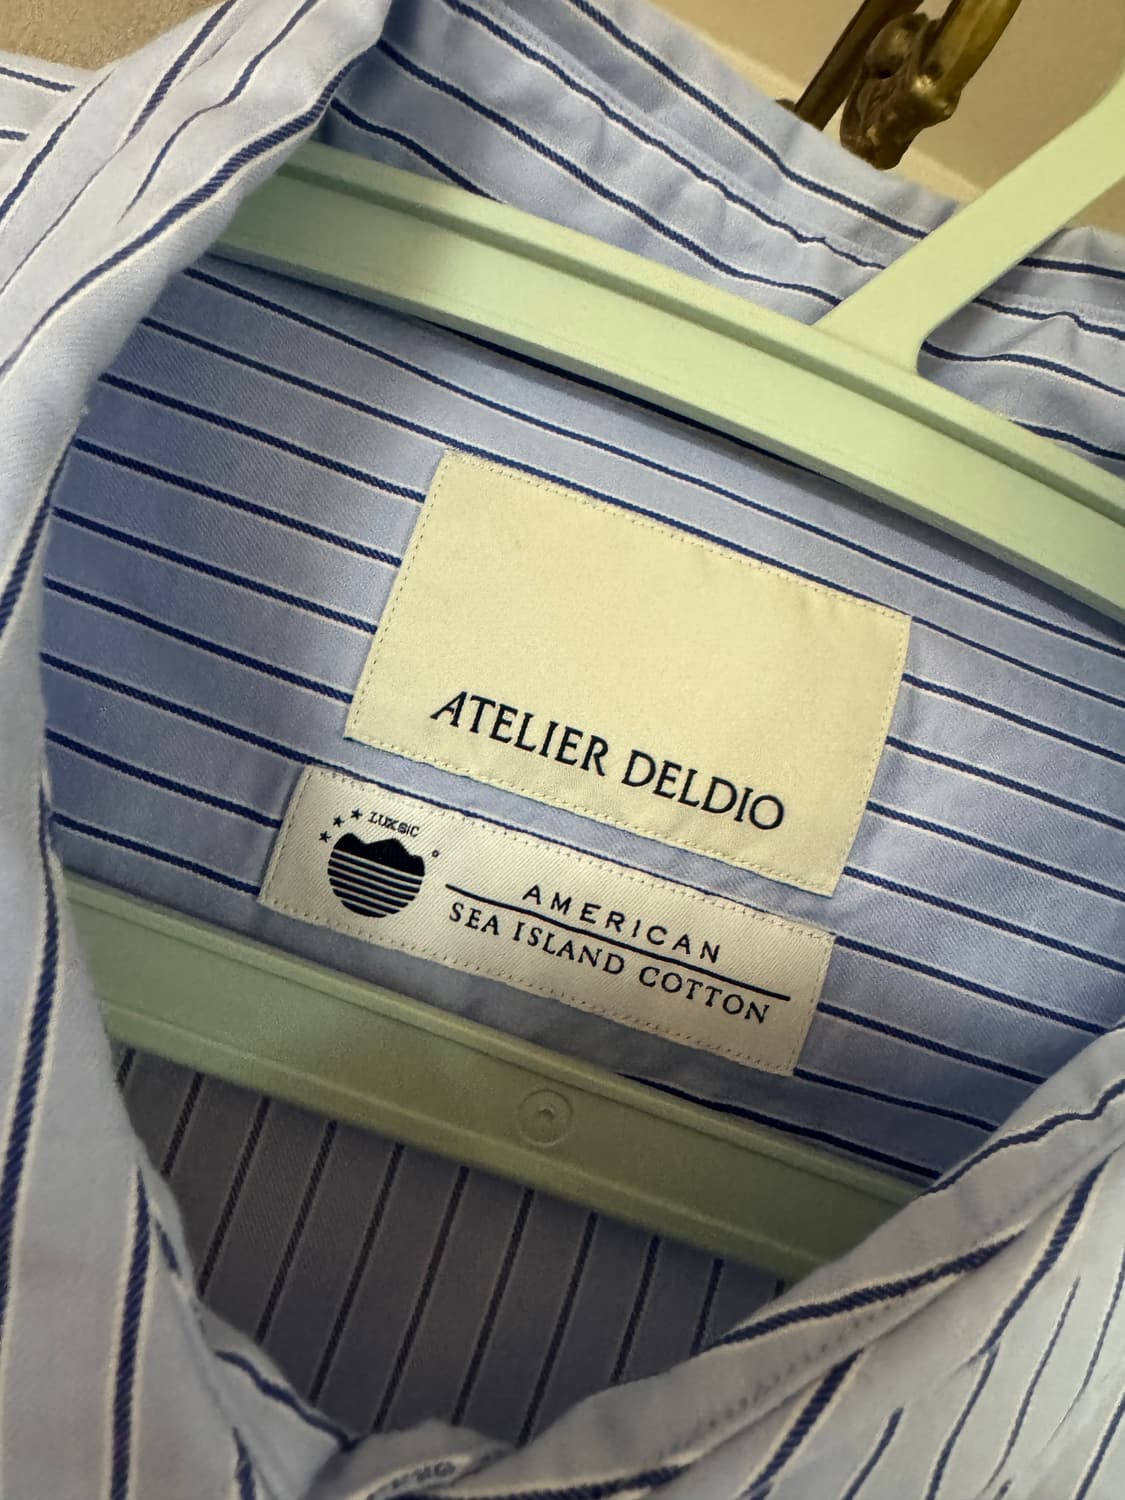 ATELIER DELDIO
LUXSIC
AMERICAN
SEA ISLAND COTTON